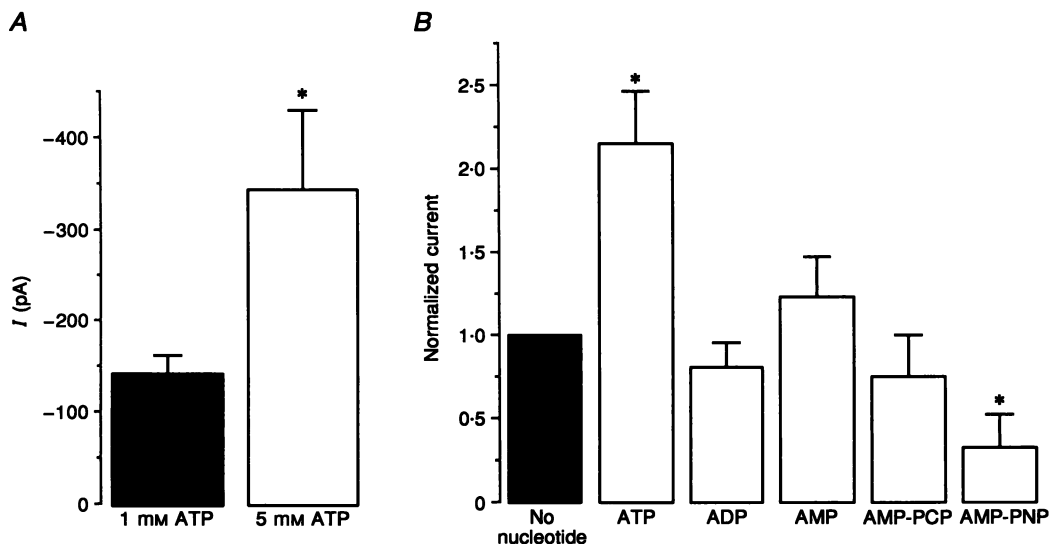 A
B
*
*
*
-400
-300
-200
-100
0
I (pA)
1 mM ATP
5 mM ATP
2·5
2·0
1·5
1·0
0·5
0
Normalized current
No
nucleotide
ATP
ADP
AMP
AMP-PCP
AMP-PNP